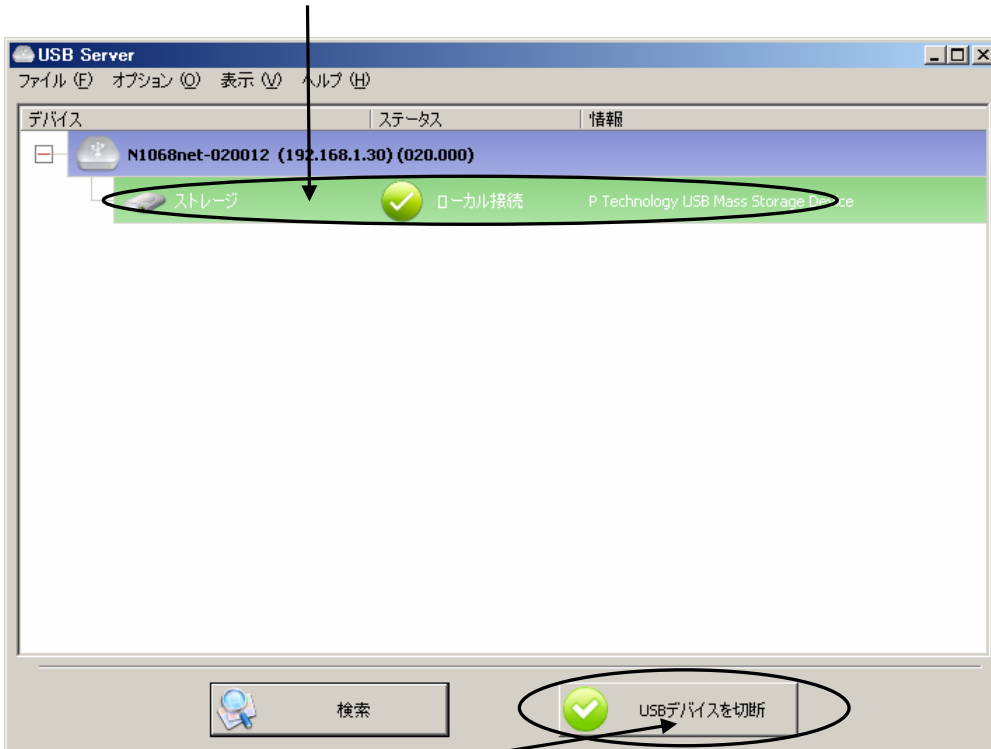 USB Server
ファイル (F) オプション (O) 表示 (V) ヘルプ (H)
デバイス ステータス 情報
N1068net-020012 (192.168.1.30) (020.000)
ストレージ ローカル接続 P Technology USB Mass Storage Device
検索 USBデバイスを切断